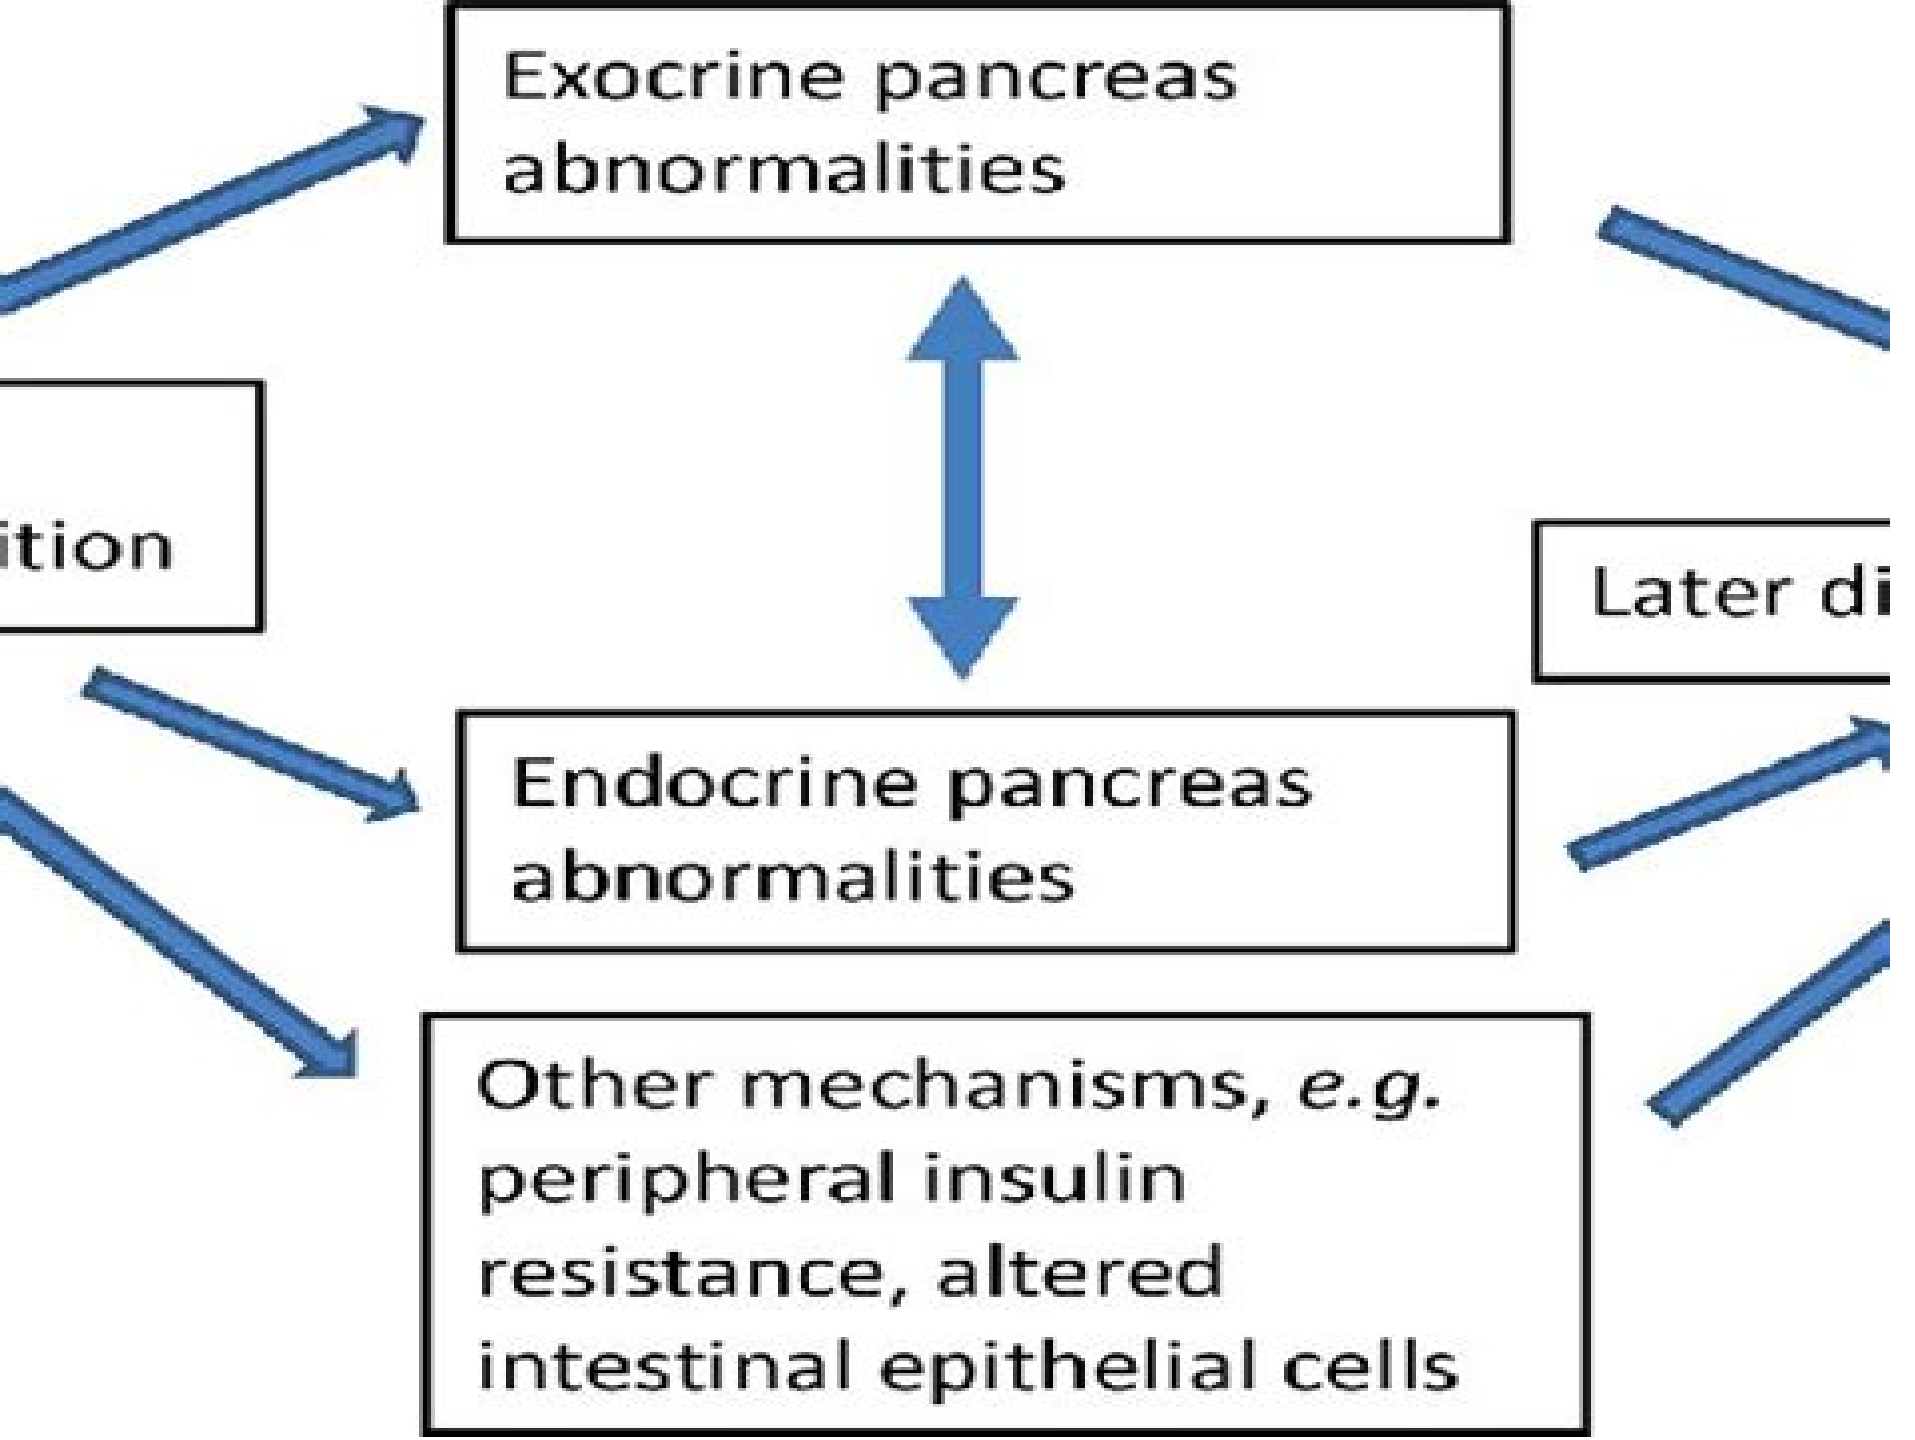 Exocrine pancreas
abnormalities
ition
Later di
Endocrine pancreas
abnormalities
Other mechanisms, e.g.
peripheral insulin
resistance, altered
intestinal epithelial cells